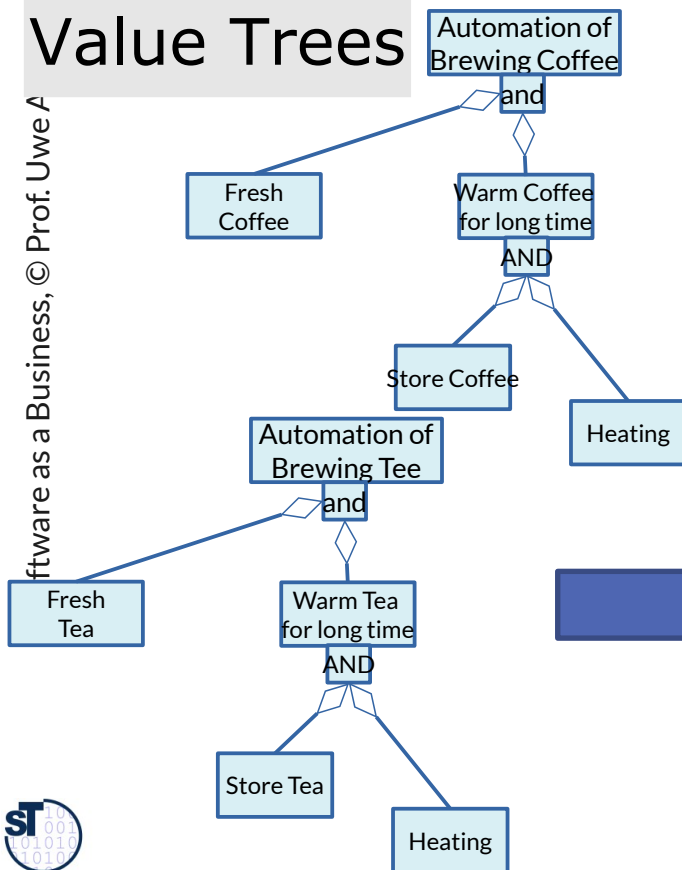 Value Trees
Automation of
Brewing Coffee
and
Fresh
Coffee
Warm Coffee
for long time
AND
Store Coffee
Heating
Automation of
Brewing Tee
and
Fresh
Tea
Warm Tea
for long time
AND
Store Tea
Heating
ftware as a Business, © Prof. Uwe A
sT